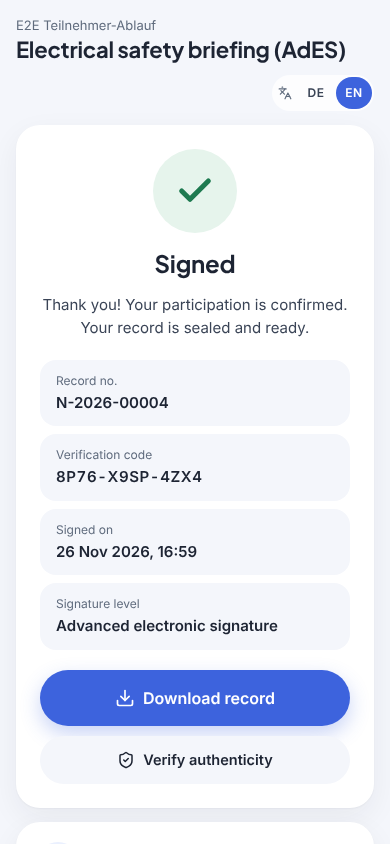 E2E Teilnehmer-Ablauf
Electrical safety briefing (AdES)
DE
EN
Signed
Thank you! Your participation is confirmed.
Your record is sealed and ready.
Record no.
N-2026-00004
Verification code
8P76-X9SP-4ZX4
Signed on
26 Nov 2026, 16:59
Signature level
Advanced electronic signature
Download record
Verify authenticity